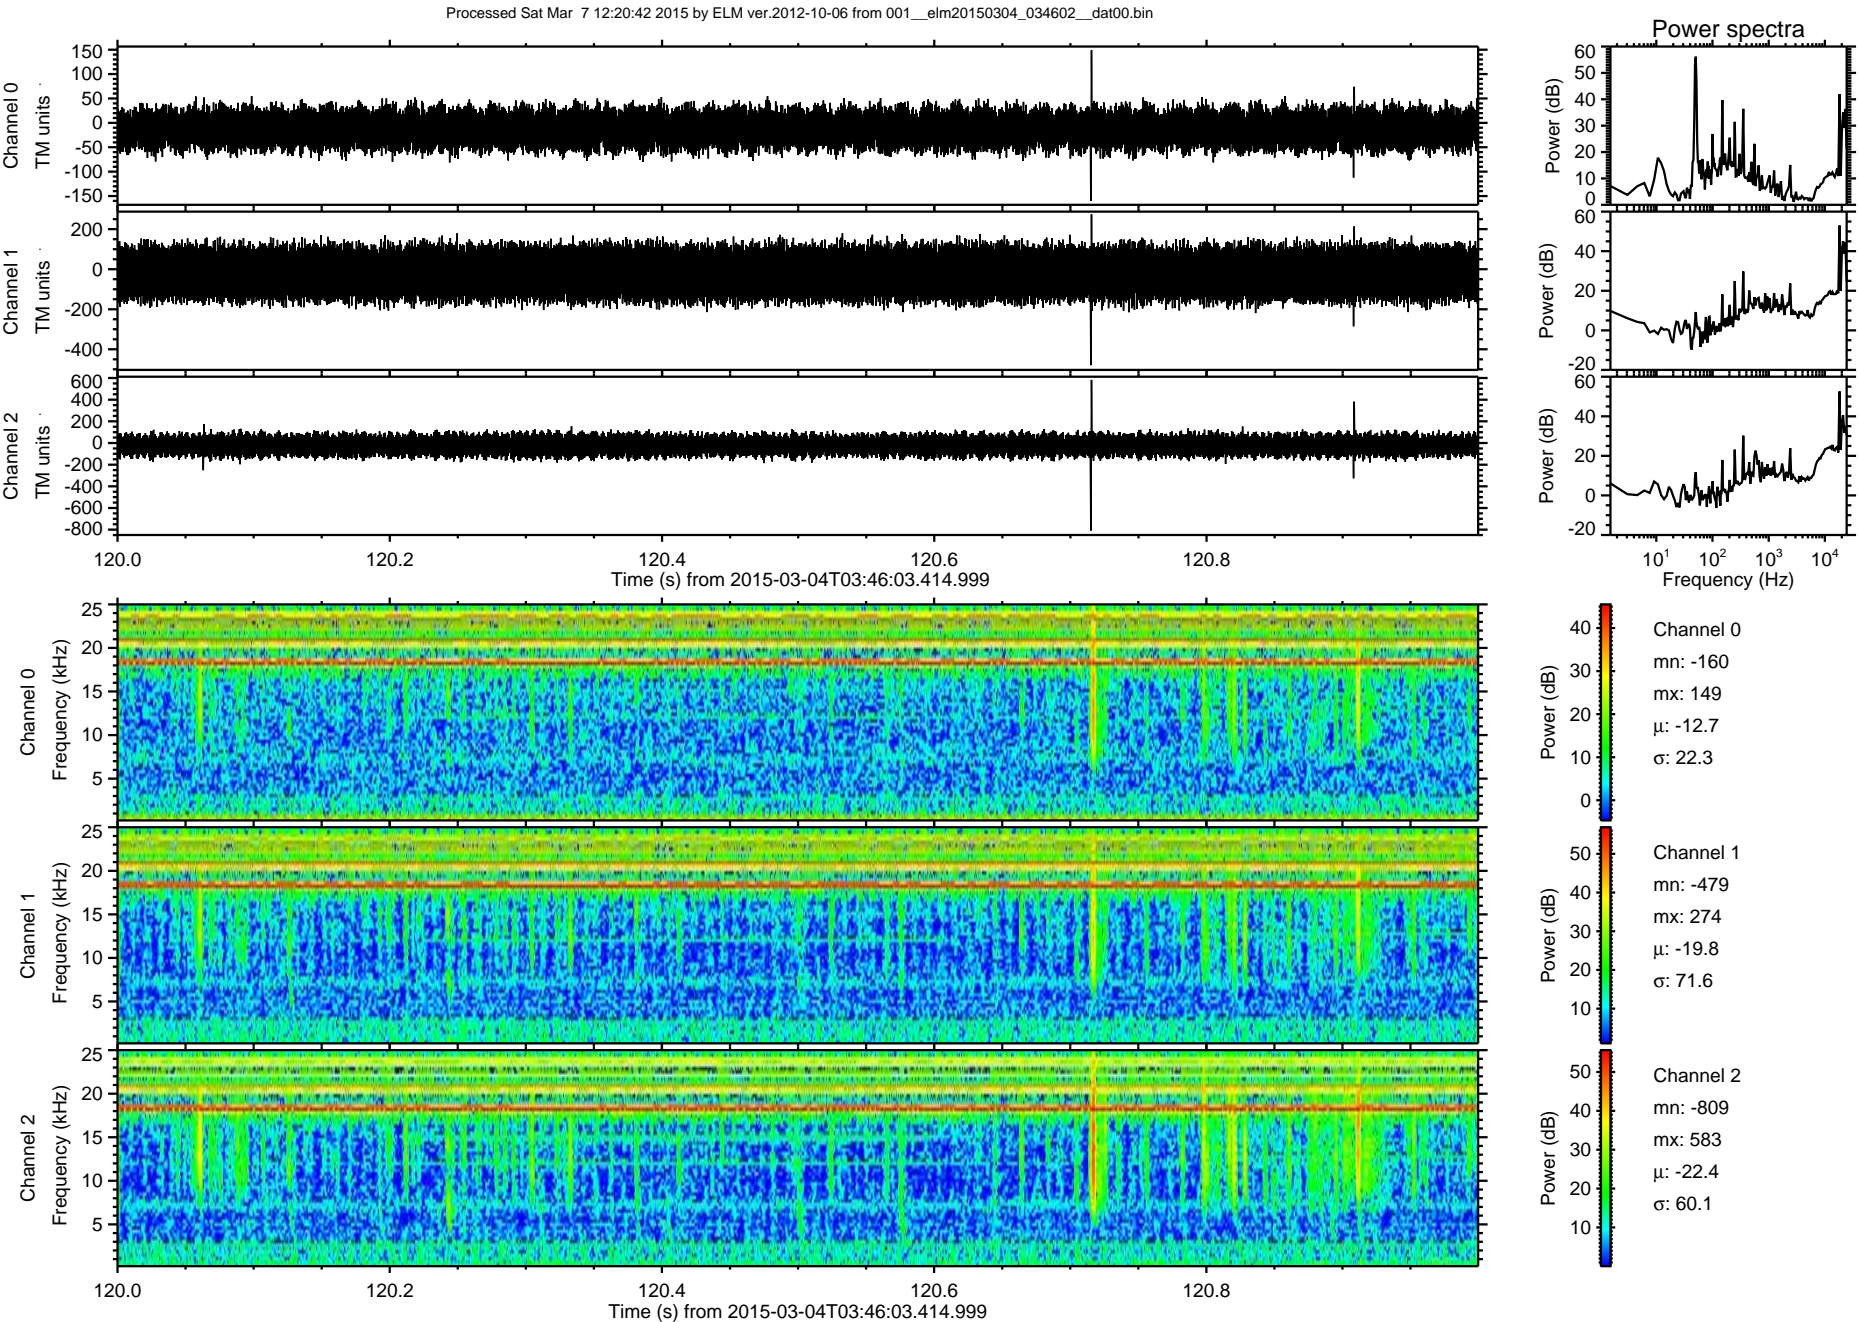 Processed Sat Mar 7 12:20:42 2015 by ELM ver.2012-10-06 from 001__elm20150304_034602__dat00.bin
Power spectra
Channel 0
TM units
150
100
50
0
-50
-100
-150
Power (dB)
60
50
40
30
20
10
0
Channel 1
TM units
200
0
-200
-400
Power (dB)
60
40
20
0
-20
Channel 2
TM units
600
400
200
0
-200
-400
-600
-800
Power (dB)
60
40
20
0
-20
120.0 120.2 120.4 120.6 120.8
Time (s) from 2015-03-04T03:46:03.414.999
10^1 10^2 10^3 10^4
Frequency (Hz)
Channel 0
Frequency (kHz)
25
20
15
10
5
Power (dB)
40
30
20
10
0
Channel 0
mn: -160
mx: 149
μ: -12.7
σ: 22.3
Channel 1
Frequency (kHz)
25
20
15
10
5
Power (dB)
50
40
30
20
10
Channel 1
mn: -479
mx: 274
μ: -19.8
σ: 71.6
Channel 2
Frequency (kHz)
25
20
15
10
5
Power (dB)
50
40
30
20
10
Channel 2
mn: -809
mx: 583
μ: -22.4
σ: 60.1
120.0 120.2 120.4 120.6 120.8
Time (s) from 2015-03-04T03:46:03.414.999